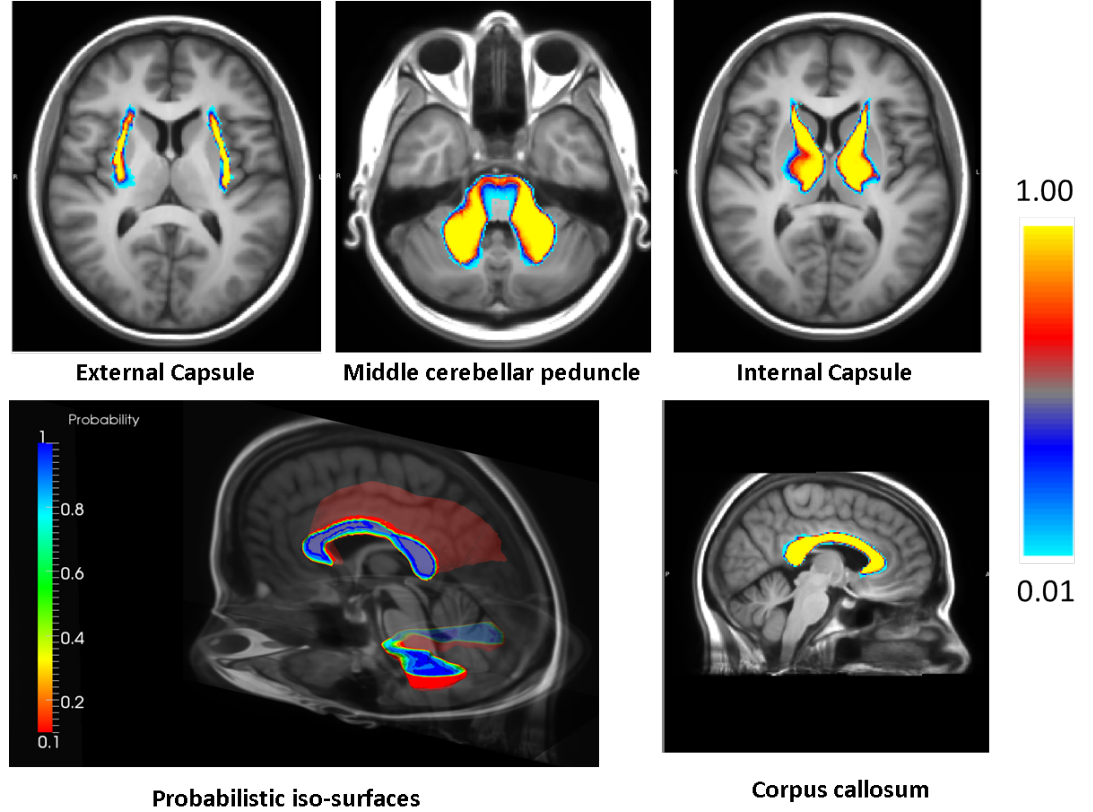 R
L
R
R
L
1.00
External Capsule
Middle cerebellar peduncle
Internal Capsule
Probability
1
0.8
0.6
0.4
0.2
0.1
P
A
0.01
Probabilistic iso-surfaces
Corpus callosum